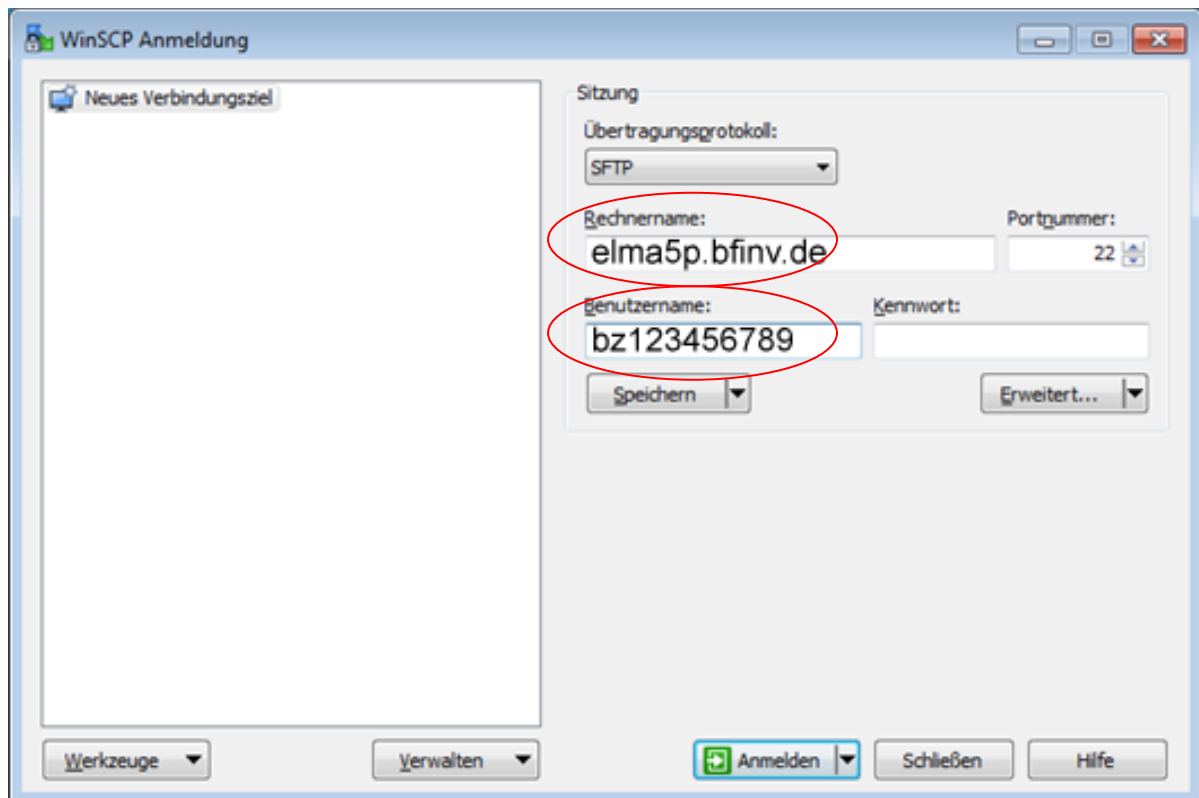 WinSCP Anmeldung
Neues Verbindungsziel
Sitzung
Übertragungsprotokoll:
SFTP
Rechnername: Portnummer:
elma5p.bfinv.de 22
Benutzername: Kennwort:
bz123456789
Speichern Erweitert...
Werkzeuge Verwalten Anmelden Schließen Hilfe